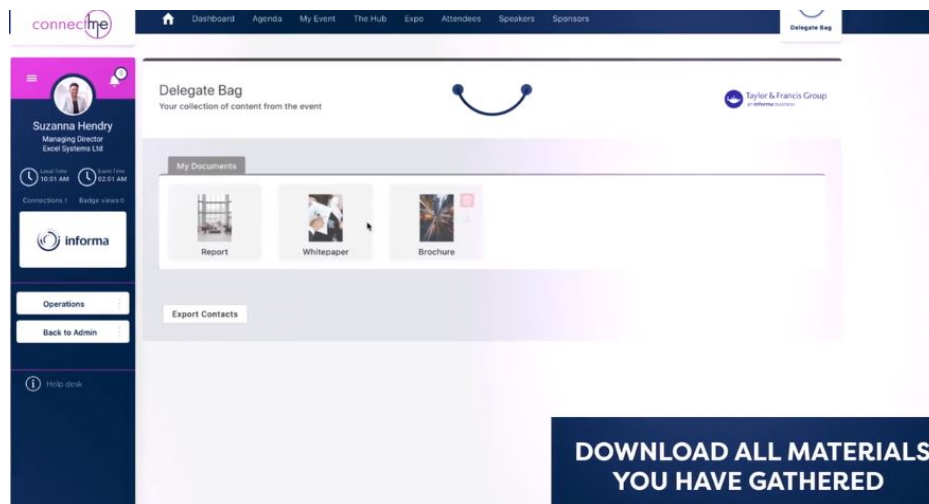 connectme
Dashboard Agenda My Event The Hub Expo Attendees Speakers Sponsors
Delegate Bag
0
Suzanna Hendry
Managing Director
Excel Systems Ltd
Local Time
10:01 AM
Event Time
02:01 AM
Connections 1 Badge views 0
informa
Operations
Back to Admin
Help desk
Delegate Bag
Your collection of content from the event
Taylor & Francis Group
an informa business
My Documents
Report
Whitepaper
Brochure
Export Contacts
DOWNLOAD ALL MATERIALS
YOU HAVE GATHERED